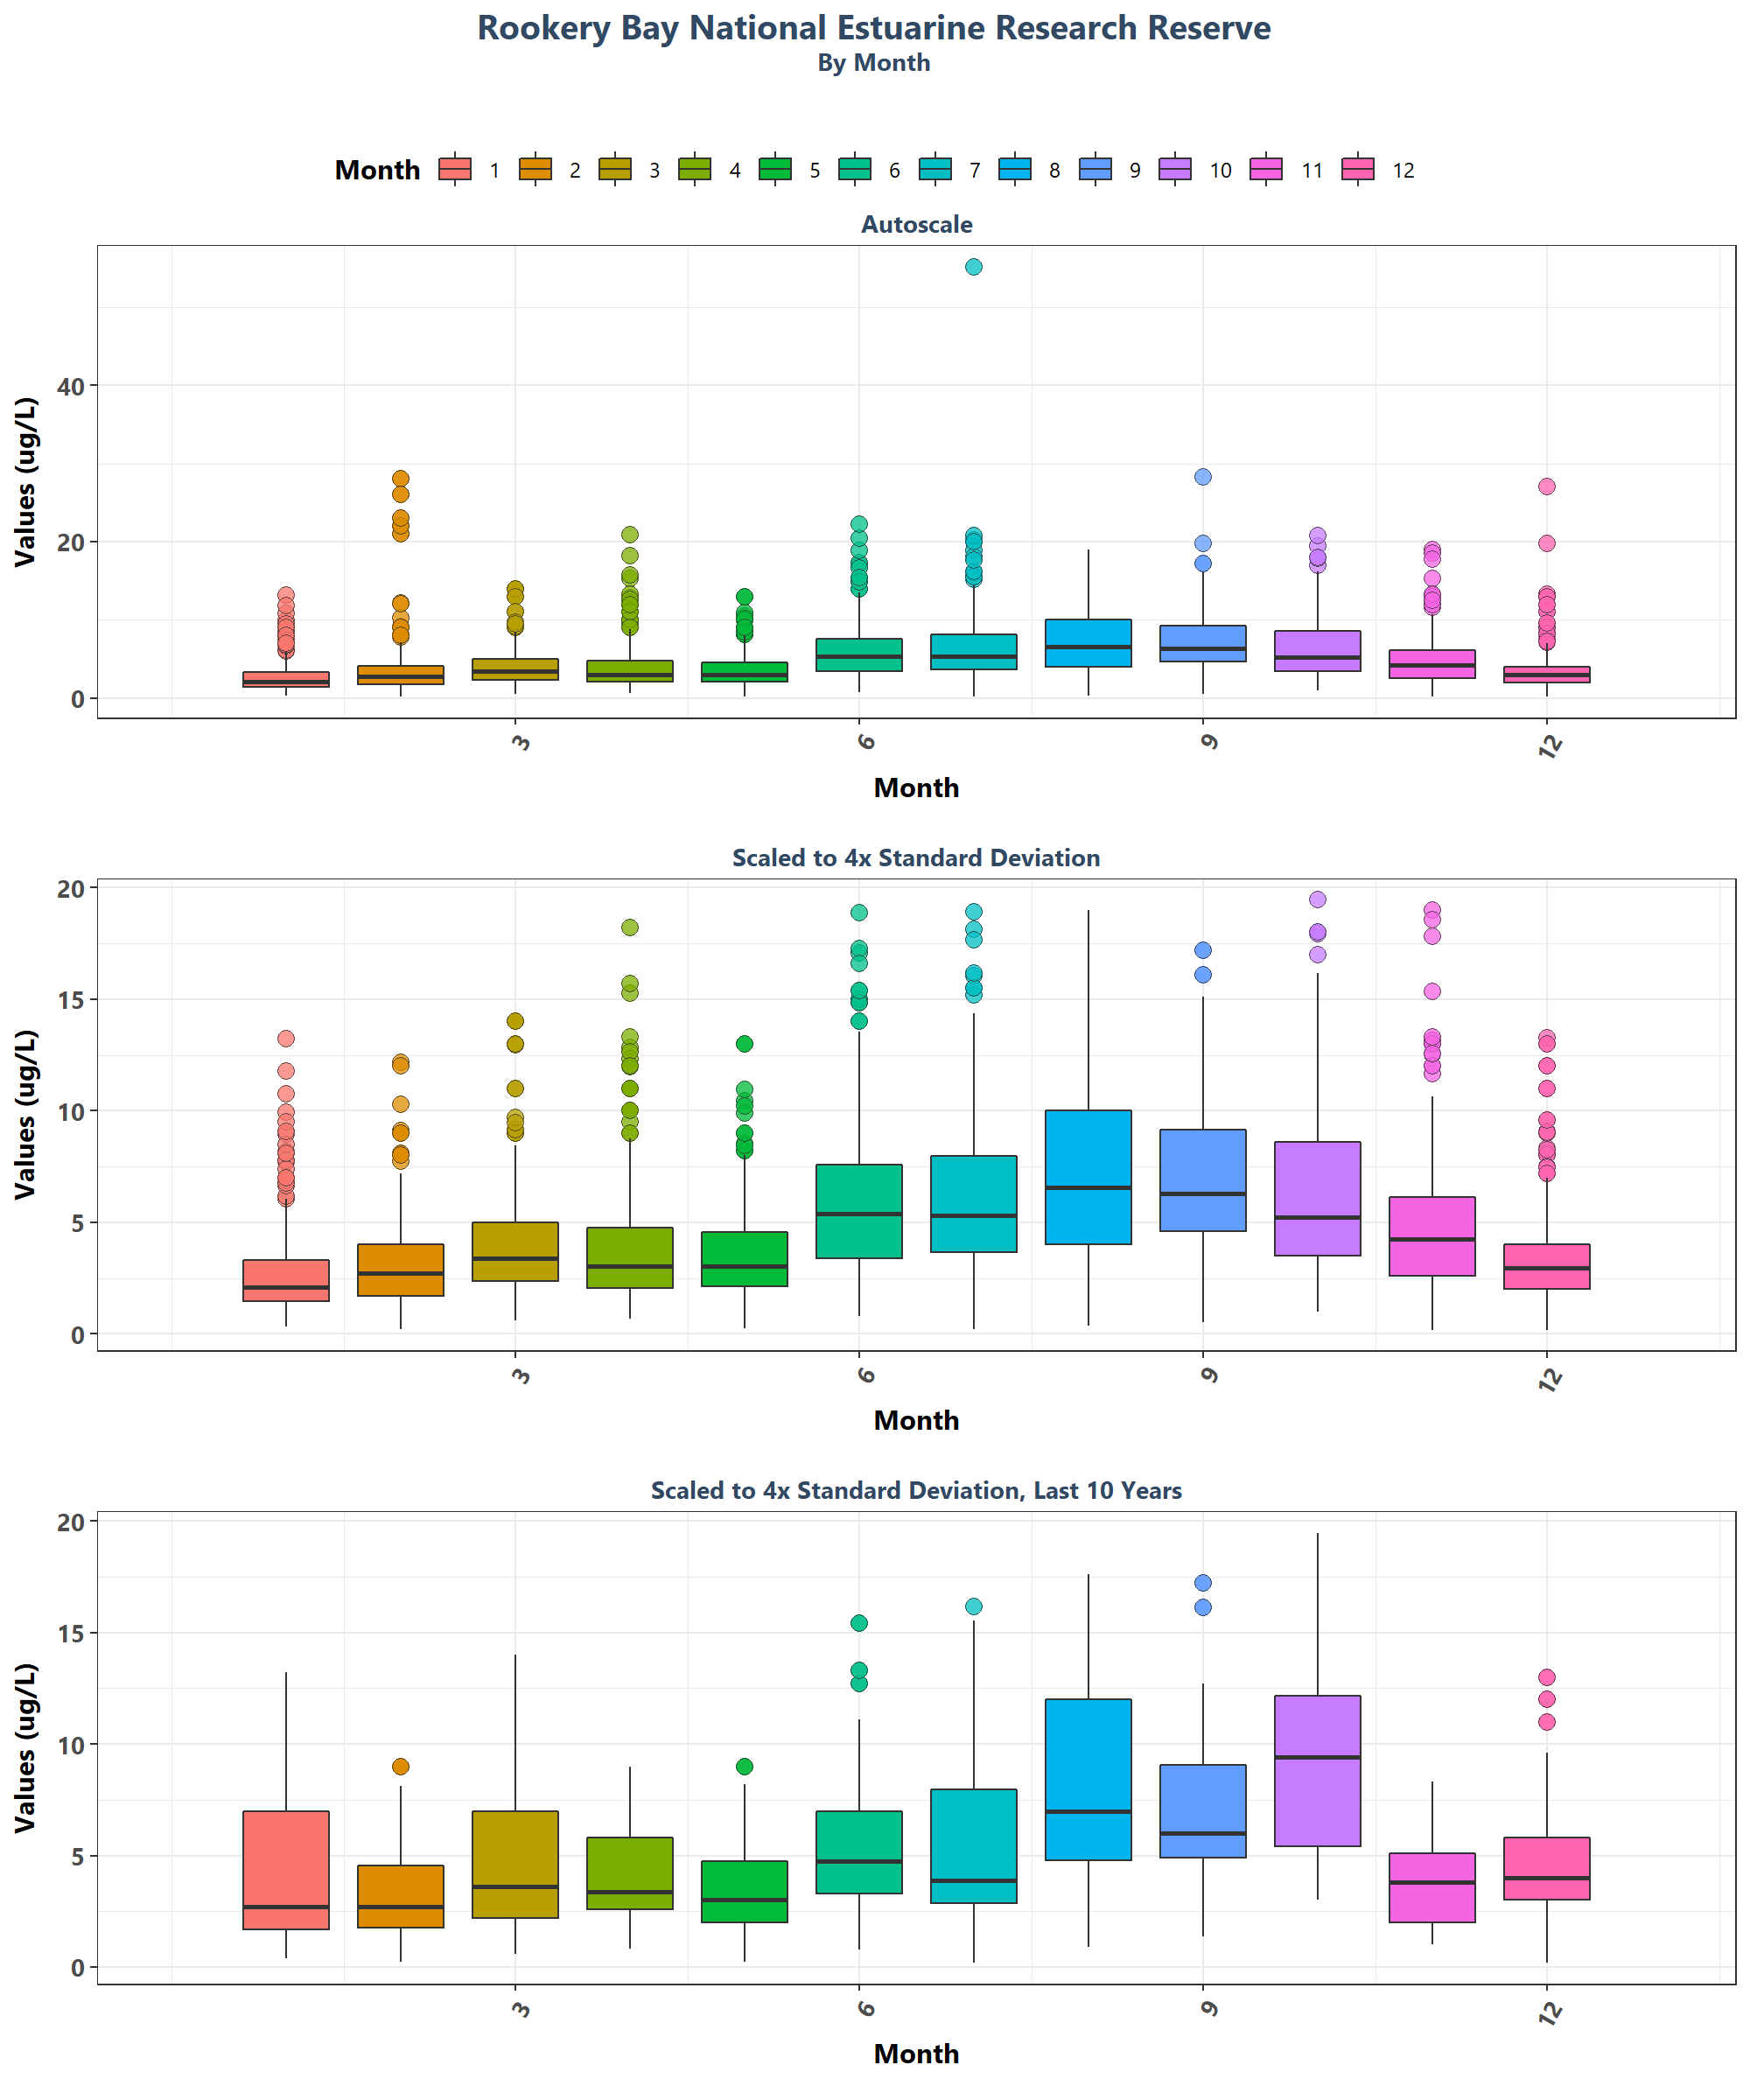 Rookery Bay National Estuarine Research Reserve
By Month
Month 1 2 3 4 5 6 7 8 9 10 11 12
Autoscale
Values (ug/L)
40
20
0
3 6 9 12
Month
Scaled to 4x Standard Deviation
Values (ug/L)
20
15
10
5
0
3 6 9 12
Month
Scaled to 4x Standard Deviation, Last 10 Years
Values (ug/L)
20
15
10
5
0
3 6 9 12
Month